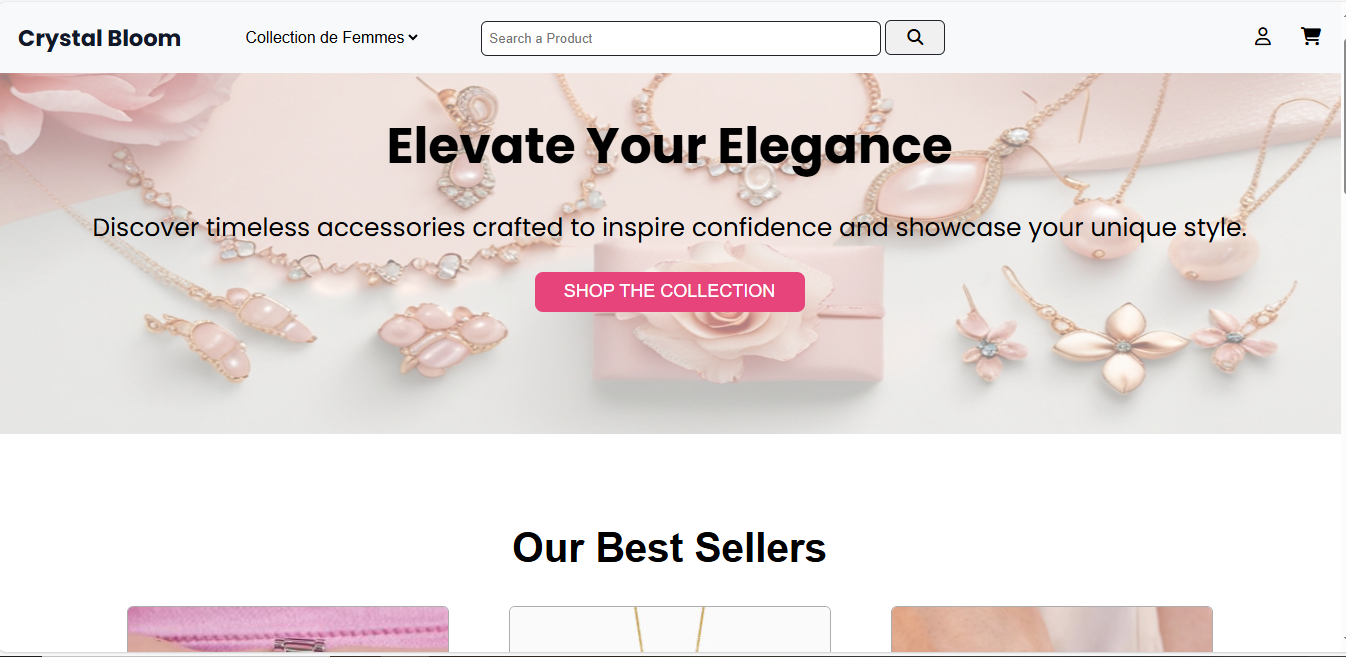 Crystal Bloom
Collection de Femmes
Search a Product
Elevate Your Elegance
Discover timeless accessories crafted to inspire confidence and showcase your unique style.
SHOP THE COLLECTION
Our Best Sellers